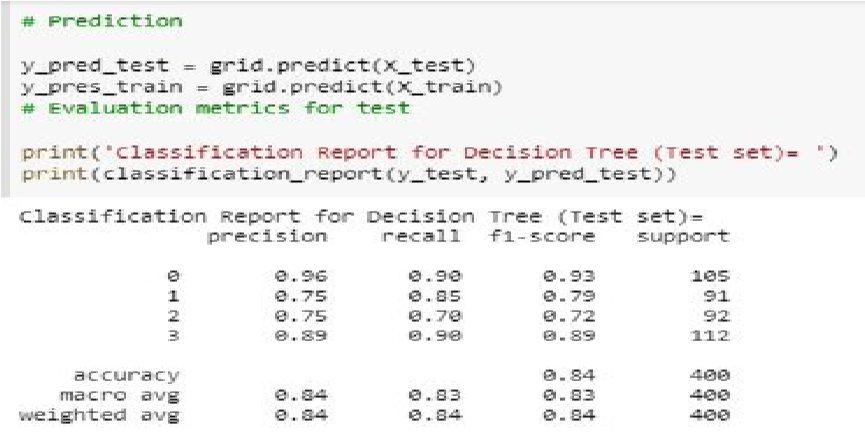 # Prediction
y_pred_test = grid.predict(X_test)
y_pres_train = grid.predict(X_train)
# Evaluation metrics for test
print('Classification Report for Decision Tree (Test set)= ')
print(classification_report(y_test, y_pred_test))
Classification Report for Decision Tree (Test set)=
precision recall f1-score support
0 0.96 0.90 0.93 105
1 0.75 0.85 0.79 91
2 0.75 0.70 0.72 92
3 0.89 0.90 0.89 112
accuracy 0.84 400
macro avg 0.84 0.83 0.83 400
weighted avg 0.84 0.84 0.84 400